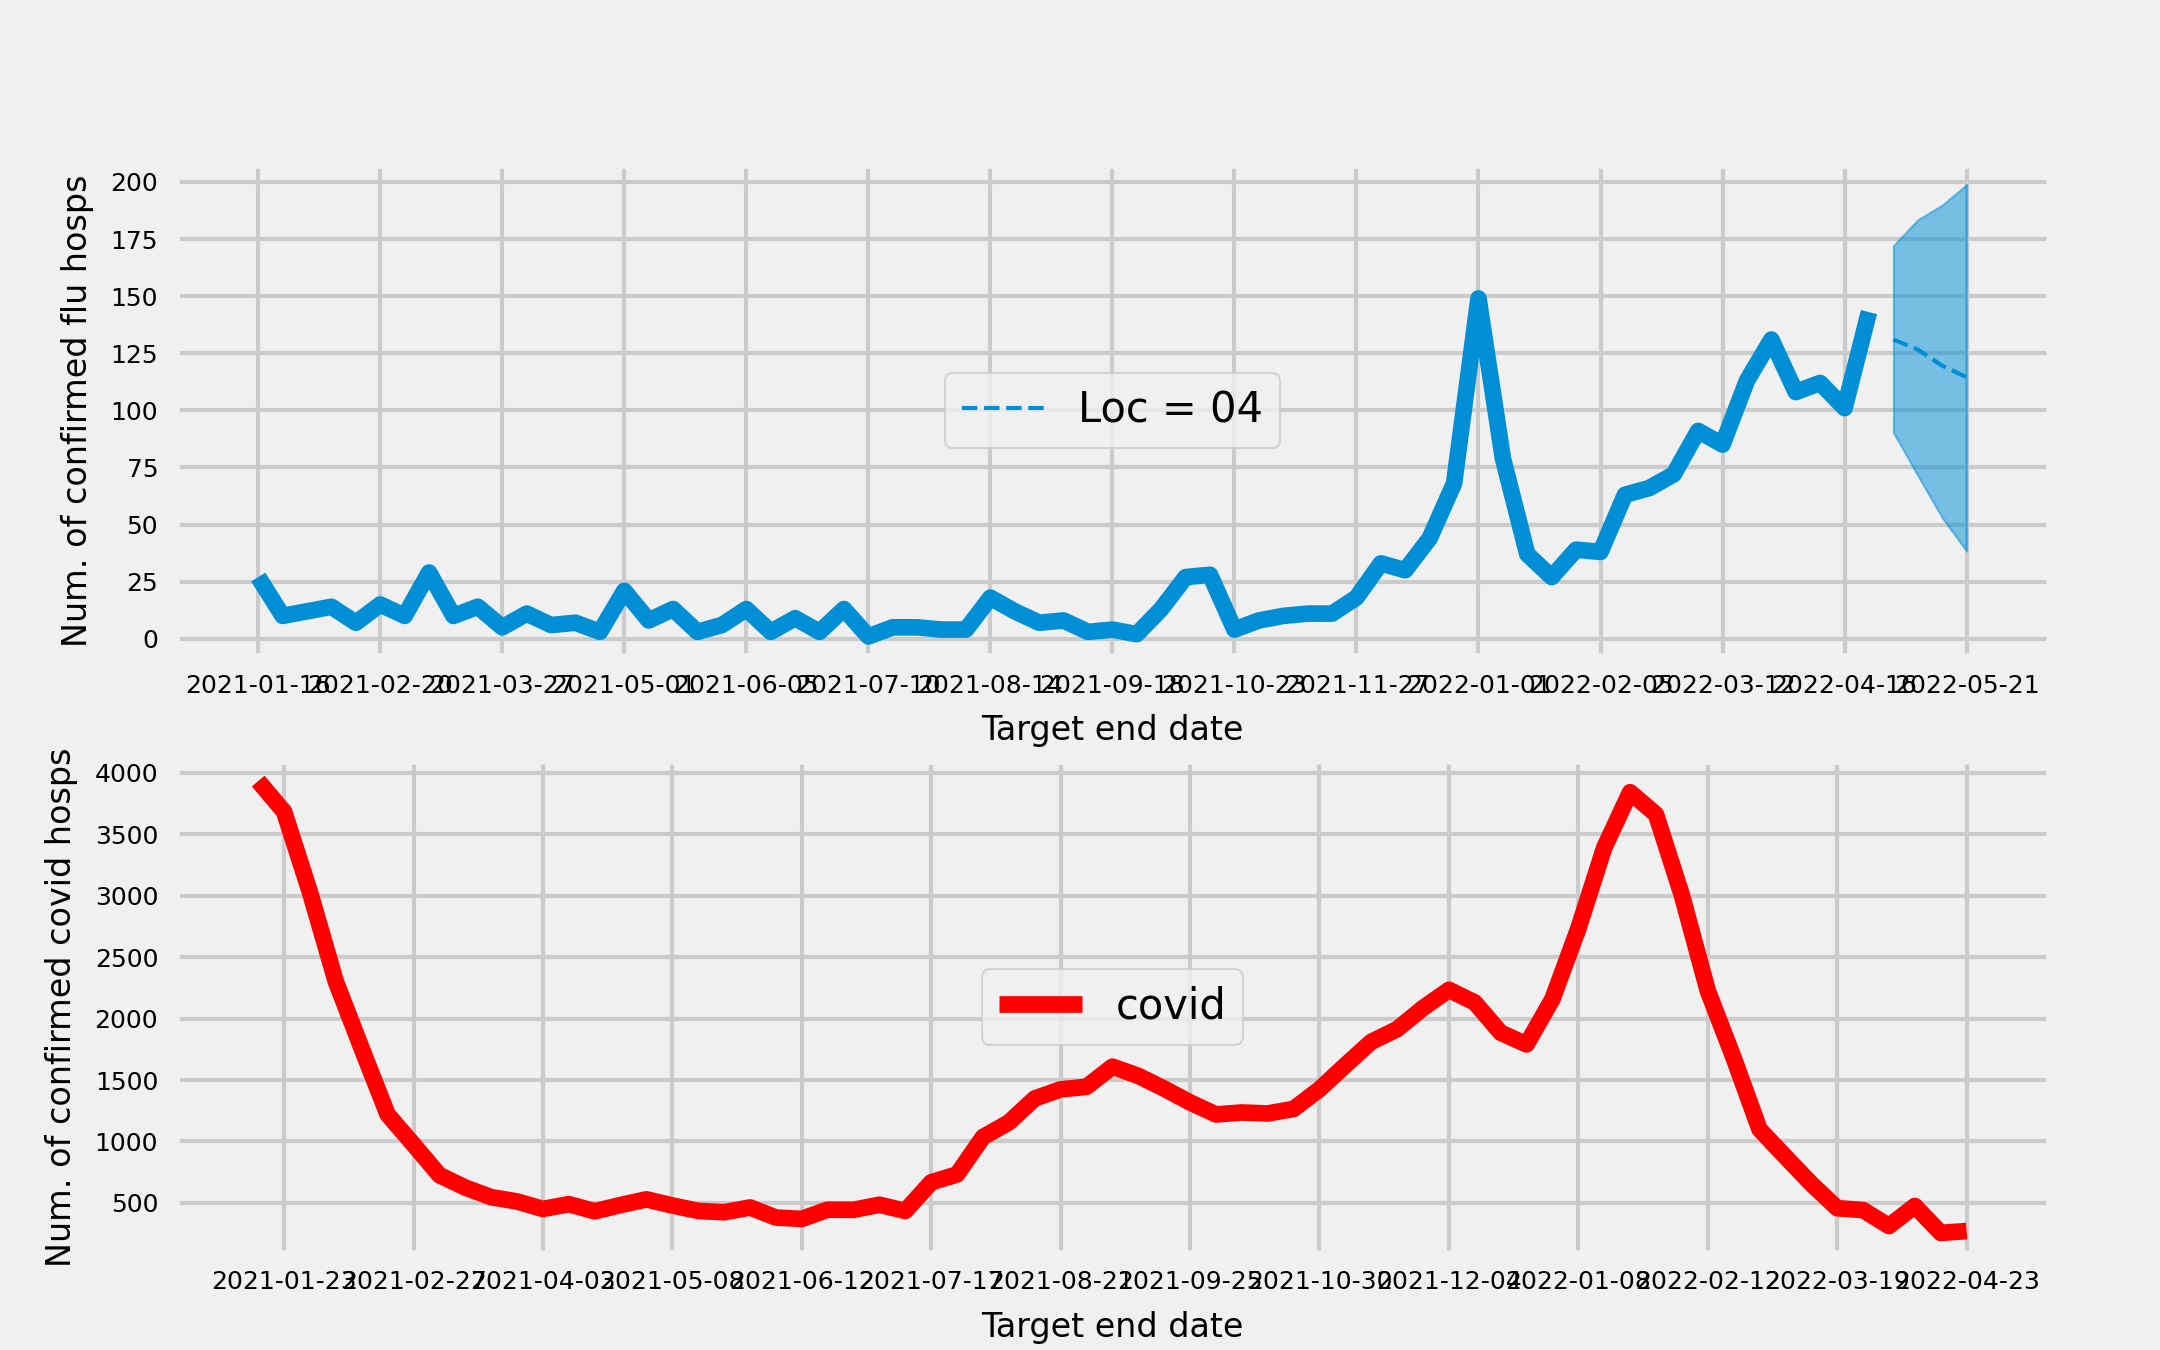 Num. of confirmed flu hosps
200
175
150
125
100
75
50
25
0
Loc = 04
2021-01-16 2021-02-20 2021-03-27 2021-05-01 2021-06-05 2021-07-10 2021-08-14 2021-09-18 2021-10-23 2021-11-27 2022-01-01 2022-02-05 2022-03-12 2022-04-16 2022-05-21
Target end date
Num. of confirmed covid hosps
4000
3500
3000
2500
2000
1500
1000
500
covid
2021-01-23 2021-02-27 2021-04-03 2021-05-08 2021-06-12 2021-07-17 2021-08-21 2021-09-25 2021-10-30 2021-12-04 2022-01-08 2022-02-12 2022-03-19 2022-04-23
Target end date